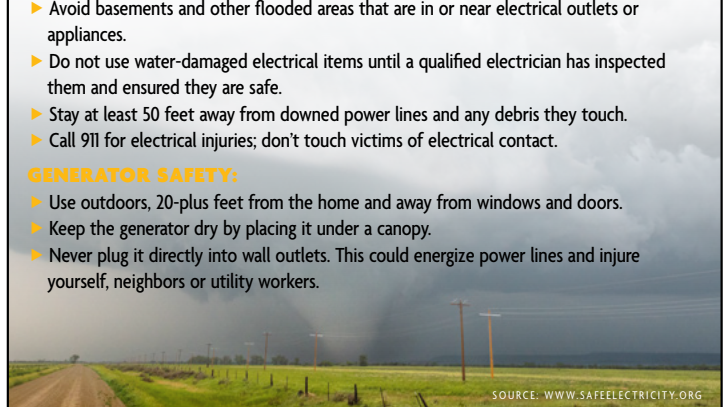 ▶ Avoid basements and other flooded areas that are in or near electrical outlets or
appliances.
▶ Do not use water-damaged electrical items until a qualified electrician has inspected
them and ensured they are safe.
▶ Stay at least 50 feet away from downed power lines and any debris they touch.
▶ Call 911 for electrical injuries; don't touch victims of electrical contact.
GENERATOR SAFETY:
▶ Use outdoors, 20-plus feet from the home and away from windows and doors.
▶ Keep the generator dry by placing it under a canopy.
▶ Never plug it directly into wall outlets. This could energize power lines and injure
yourself, neighbors or utility workers.
SOURCE: WWW.SAFEELECTRICITY.ORG